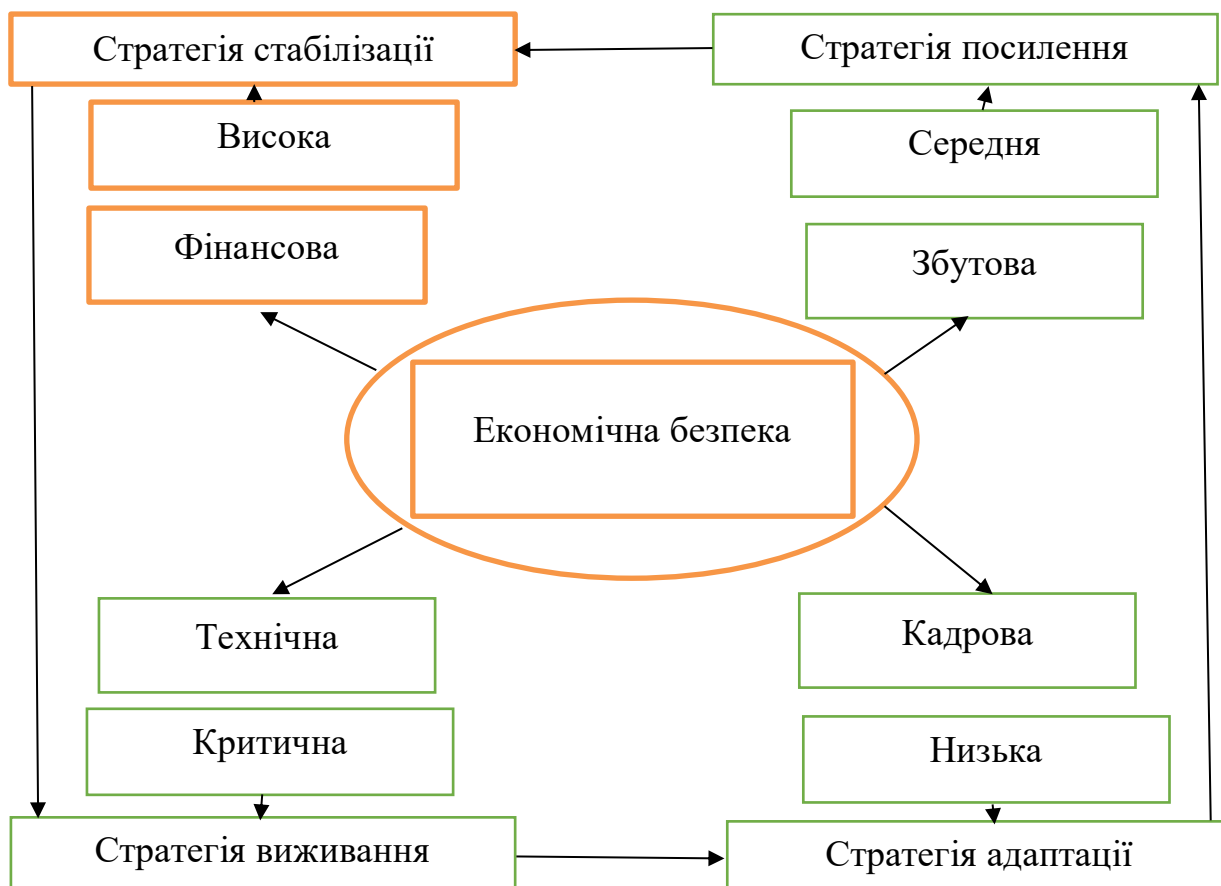 Стратегія стабілізації
Стратегія посилення
Висока
Середня
Фінансова
Збутова
Економічна безпека
Технічна
Кадрова
Критична
Низька
Стратегія виживання
Стратегія адаптації